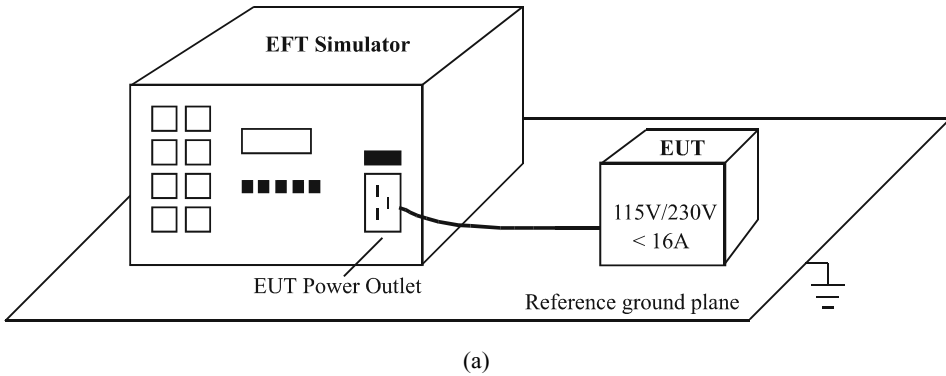 EFT Simulator
EUT
115V/230V
< 16A
EUT Power Outlet
Reference ground plane
(a)